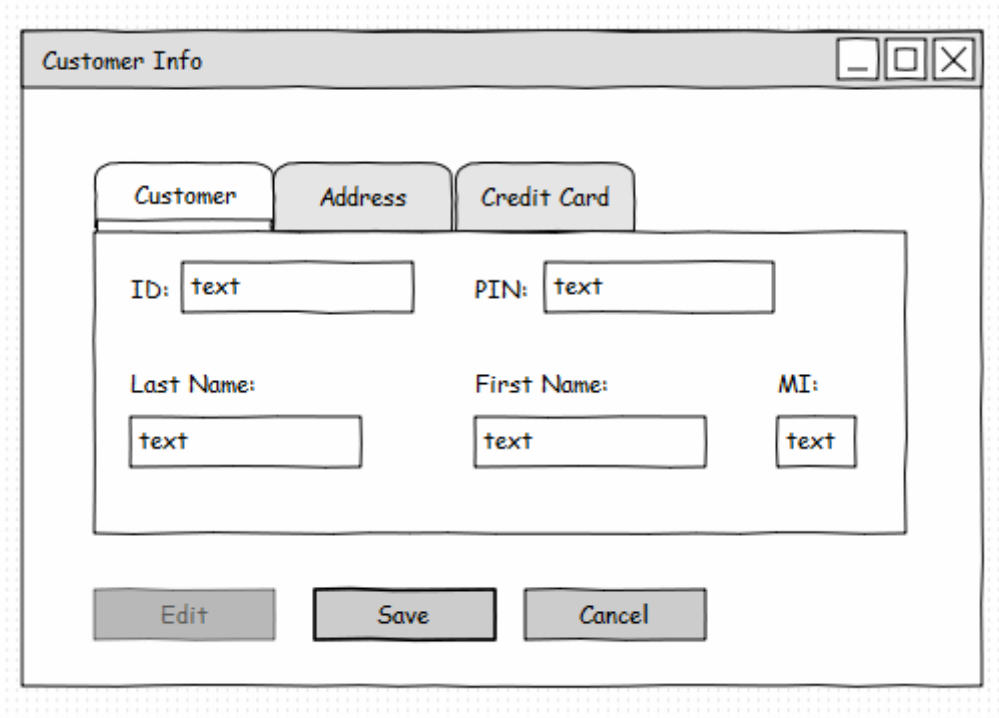 Customer Info
Customer Address Credit Card
ID: text PIN: text
Last Name: First Name: MI:
text text text
Edit Save Cancel